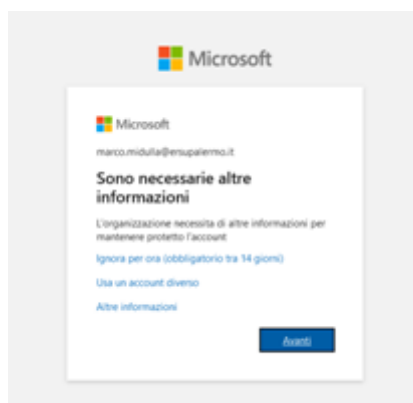 Microsoft
Microsoft
marco.midulla@ersupalermo.it
Sono necessarie altre
informazioni
L'organizzazione necessita di altre informazioni per
mantenere protetto l'account
Ignora per ora (obbligatorio tra 14 giorni)
Usa un account diverso
Altre informazioni
Avanti